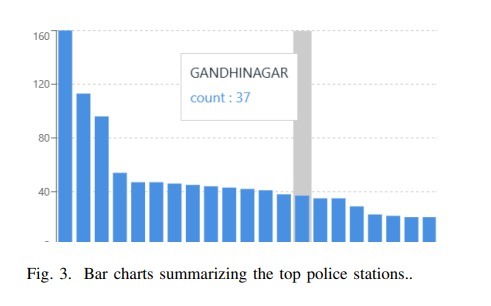 160
120
80
40
GANDHINAGAR
count : 37
Fig. 3. Bar charts summarizing the top police stations..